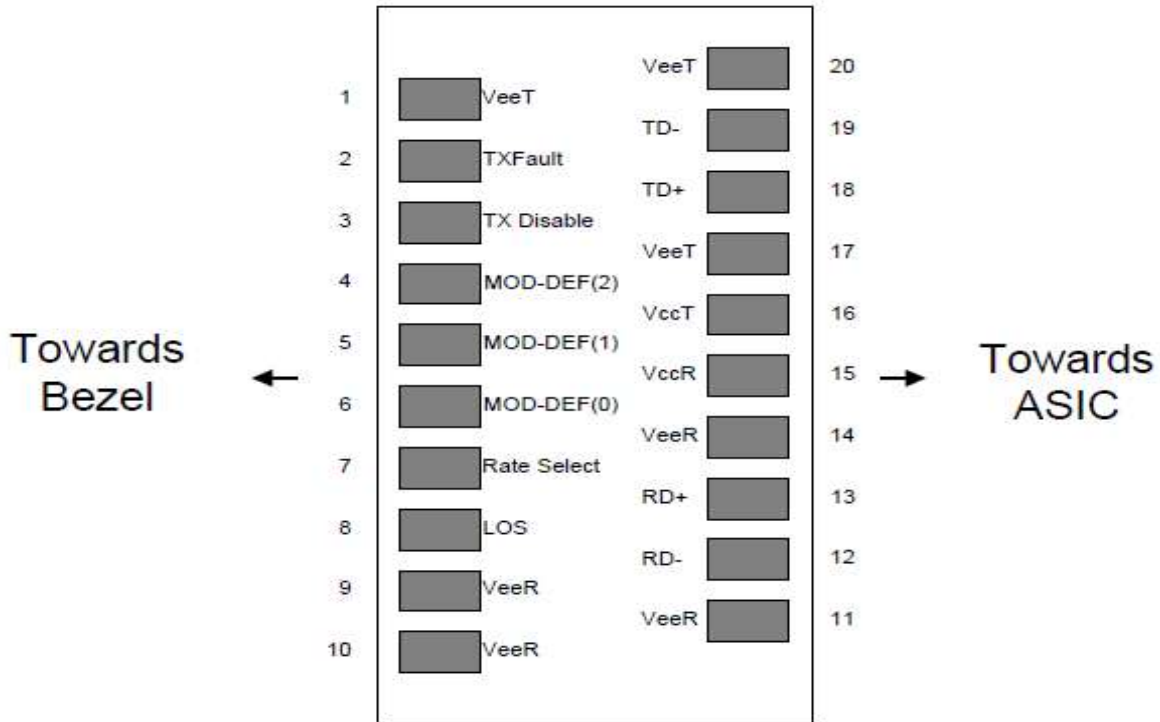 VeeT 20
1 VeeT
TD- 19
2 TXFault
TD+ 18
3 TX Disable
VeeT 17
4 MOD-DEF(2)
VccT 16
5 MOD-DEF(1)
VccR 15
6 MOD-DEF(0)
VeeR 14
7 Rate Select
RD+ 13
8 LOS
RD- 12
9 VeeR
VeeR 11
10 VeeR
Towards
Bezel
Towards
ASIC